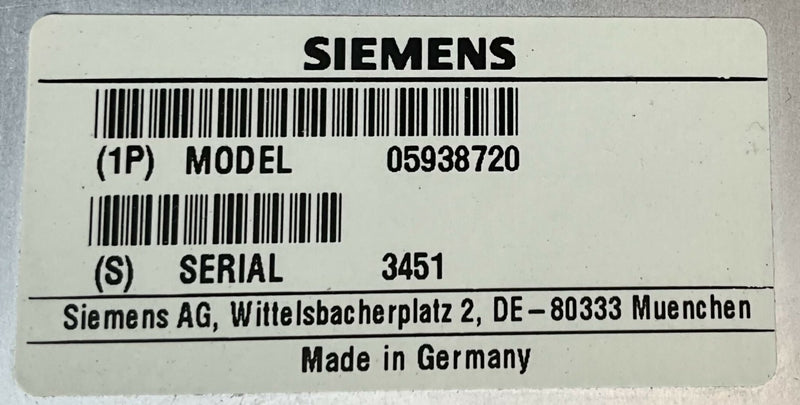 SIEMENS
(1P) MODEL 05938720
(S) SERIAL 3451
Siemens AG, Wittelsbacherplatz 2, DE-80333 Muenchen
Made in Germany